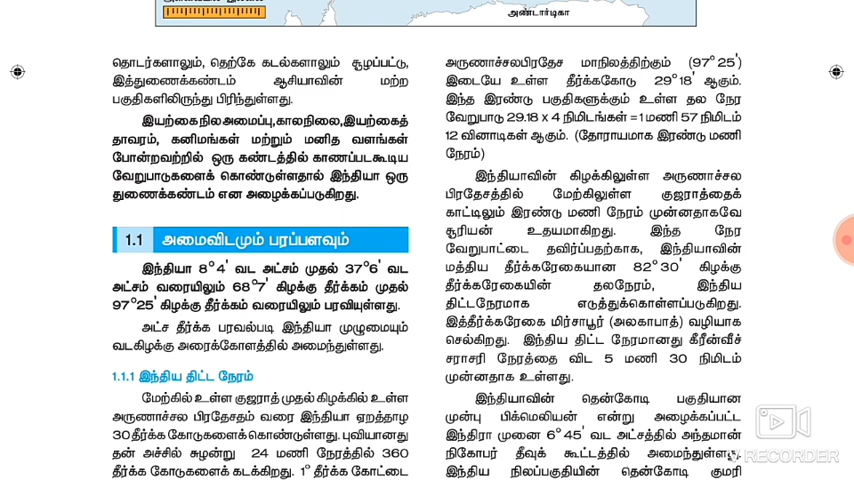 அண்டார்டிகா
தொடர்களாலும், தெற்கே கடல்களாலும் சூழப்பட்டு,
இத்துணைக்கண்டம் ஆசியாவின் மற்ற
பகுதிகளிலிருந்து பிரிந்துள்ளது.
இயற்கை நில அமைப்பு, காலநிலை, இயற்கைத்
தாவரம், கனிமங்கள் மற்றும் மனித வளங்கள்
போன்றவற்றில் ஒரு கண்டத்தில் காணப்படகூடிய
வேறுபாடுகளைக் கொண்டுள்ளதால் இந்தியா ஒரு
துணைக்கண்டம் என அழைக்கப்படுகிறது.
1.1 அமைவிடமும் பரப்பளவும்
இந்தியா 8°4' வட அட்சம் முதல் 37°6' வட
அட்சம் வரையிலும் 68°7' கிழக்கு தீர்க்கம் முதல்
97°25' கிழக்கு தீர்க்கம் வரையிலும் பரவியுள்ளது.
அட்ச தீர்க்க பரவல்படி இந்தியா முழுமையும்
வடகிழக்கு அரைக்கோளத்தில் அமைந்துள்ளது.
1.1.1 இந்திய திட்ட நேரம்
மேற்கில் உள்ள குஜராத் முதல் கிழக்கில் உள்ள
அருணாச்சல பிரதேசதம் வரை இந்தியா ஏறத்தாழ
30 தீர்க்க கோடுகளைக் கொண்டுள்ளது. புவியானது
தன் அச்சில் சுழன்று 24 மணி நேரத்தில் 360
தீர்க்க கோடுகளைக் கடக்கிறது. 1° தீர்க்க கோட்டை
அருணாச்சலபிரதேச மாநிலத்திற்கும் (97°25')
இடையே உள்ள தீர்க்ககோடு 29°18' ஆகும்.
இந்த இரண்டு பகுதிகளுக்கும் உள்ள தல நேர
வேறுபாடு 29.18 x 4 நிமிடங்கள் = 1 மணி 57 நிமிடம்
12 வினாடிகள் ஆகும். (தோராயமாக இரண்டு மணி
நேரம்)
இந்தியாவின் கிழக்கிலுள்ள அருணாச்சல
பிரதேசத்தில் மேற்கிலுள்ள குஜராத்தைக்
காட்டிலும் இரண்டு மணி நேரம் முன்னதாகவே
சூரியன் உதயமாகிறது. இந்த நேர
வேறுபாட்டை தவிர்ப்பதற்காக, இந்தியாவின்
மத்திய தீர்க்கரேகையான 82°30' கிழக்கு
தீர்க்கரேகையின் தலநேரம், இந்திய
திட்டநேரமாக எடுத்துக்கொள்ளப்படுகிறது.
இத்தீர்க்கரேகை மிர்சாபூர் (அலகாபாத்) வழியாக
செல்கிறது. இந்திய திட்ட நேரமானது கிரீன்வீச்
சராசரி நேரத்தை விட 5 மணி 30 நிமிடம்
முன்னதாக உள்ளது.
இந்தியாவின் தென்கோடி பகுதியான
முன்பு பிக்மெலியன் என்று அழைக்கப்பட்ட
இந்திரா முனை 6°45' வட அட்சத்தில் அந்தமான்
நிகோபர் தீவுக் கூட்டத்தில் அமைந்துள்ளது.
இந்திய நிலப்பகுதியின் தென்கோடி குமரி
RECORDER